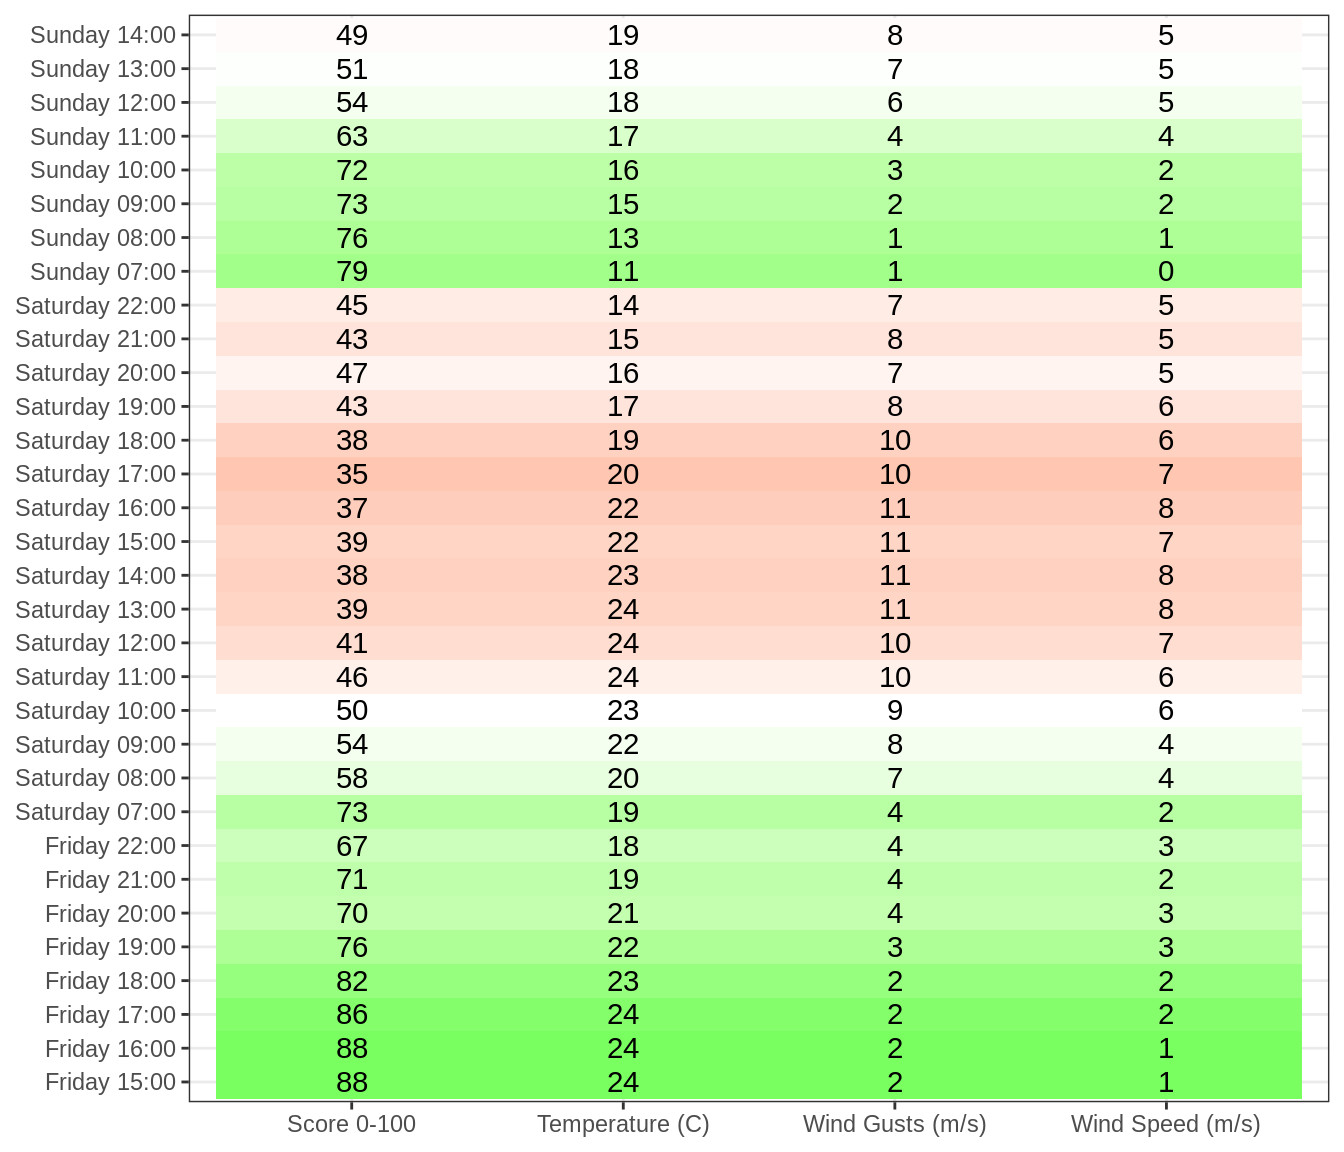 Sunday 14:00 49 19 8 5
Sunday 13:00 51 18 7 5
Sunday 12:00 54 18 6 5
Sunday 11:00 63 17 4 4
Sunday 10:00 72 16 3 2
Sunday 09:00 73 15 2 2
Sunday 08:00 76 13 1 1
Sunday 07:00 79 11 1 0
Saturday 22:00 45 14 7 5
Saturday 21:00 43 15 8 5
Saturday 20:00 47 16 7 5
Saturday 19:00 43 17 8 6
Saturday 18:00 38 19 10 6
Saturday 17:00 35 20 10 7
Saturday 16:00 37 22 11 8
Saturday 15:00 39 22 11 7
Saturday 14:00 38 23 11 8
Saturday 13:00 39 24 11 8
Saturday 12:00 41 24 10 7
Saturday 11:00 46 24 10 6
Saturday 10:00 50 23 9 6
Saturday 09:00 54 22 8 4
Saturday 08:00 58 20 7 4
Saturday 07:00 73 19 4 2
Friday 22:00 67 18 4 3
Friday 21:00 71 19 4 2
Friday 20:00 70 21 4 3
Friday 19:00 76 22 3 3
Friday 18:00 82 23 2 2
Friday 17:00 86 24 2 2
Friday 16:00 88 24 2 1
Friday 15:00 88 24 2 1
Score 0-100 Temperature (C) Wind Gusts (m/s) Wind Speed (m/s)